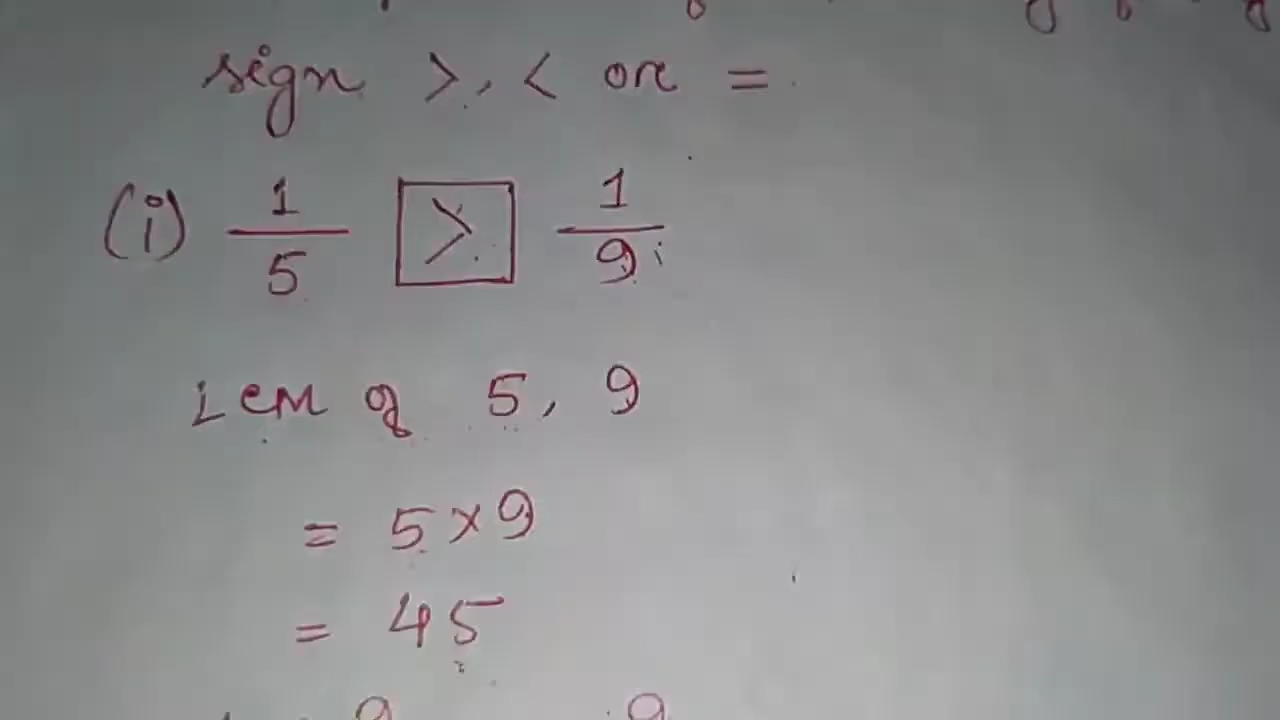 sign >, < or =
(i) 1/5 > 1/9
LCM of 5, 9
= 5×9
= 45